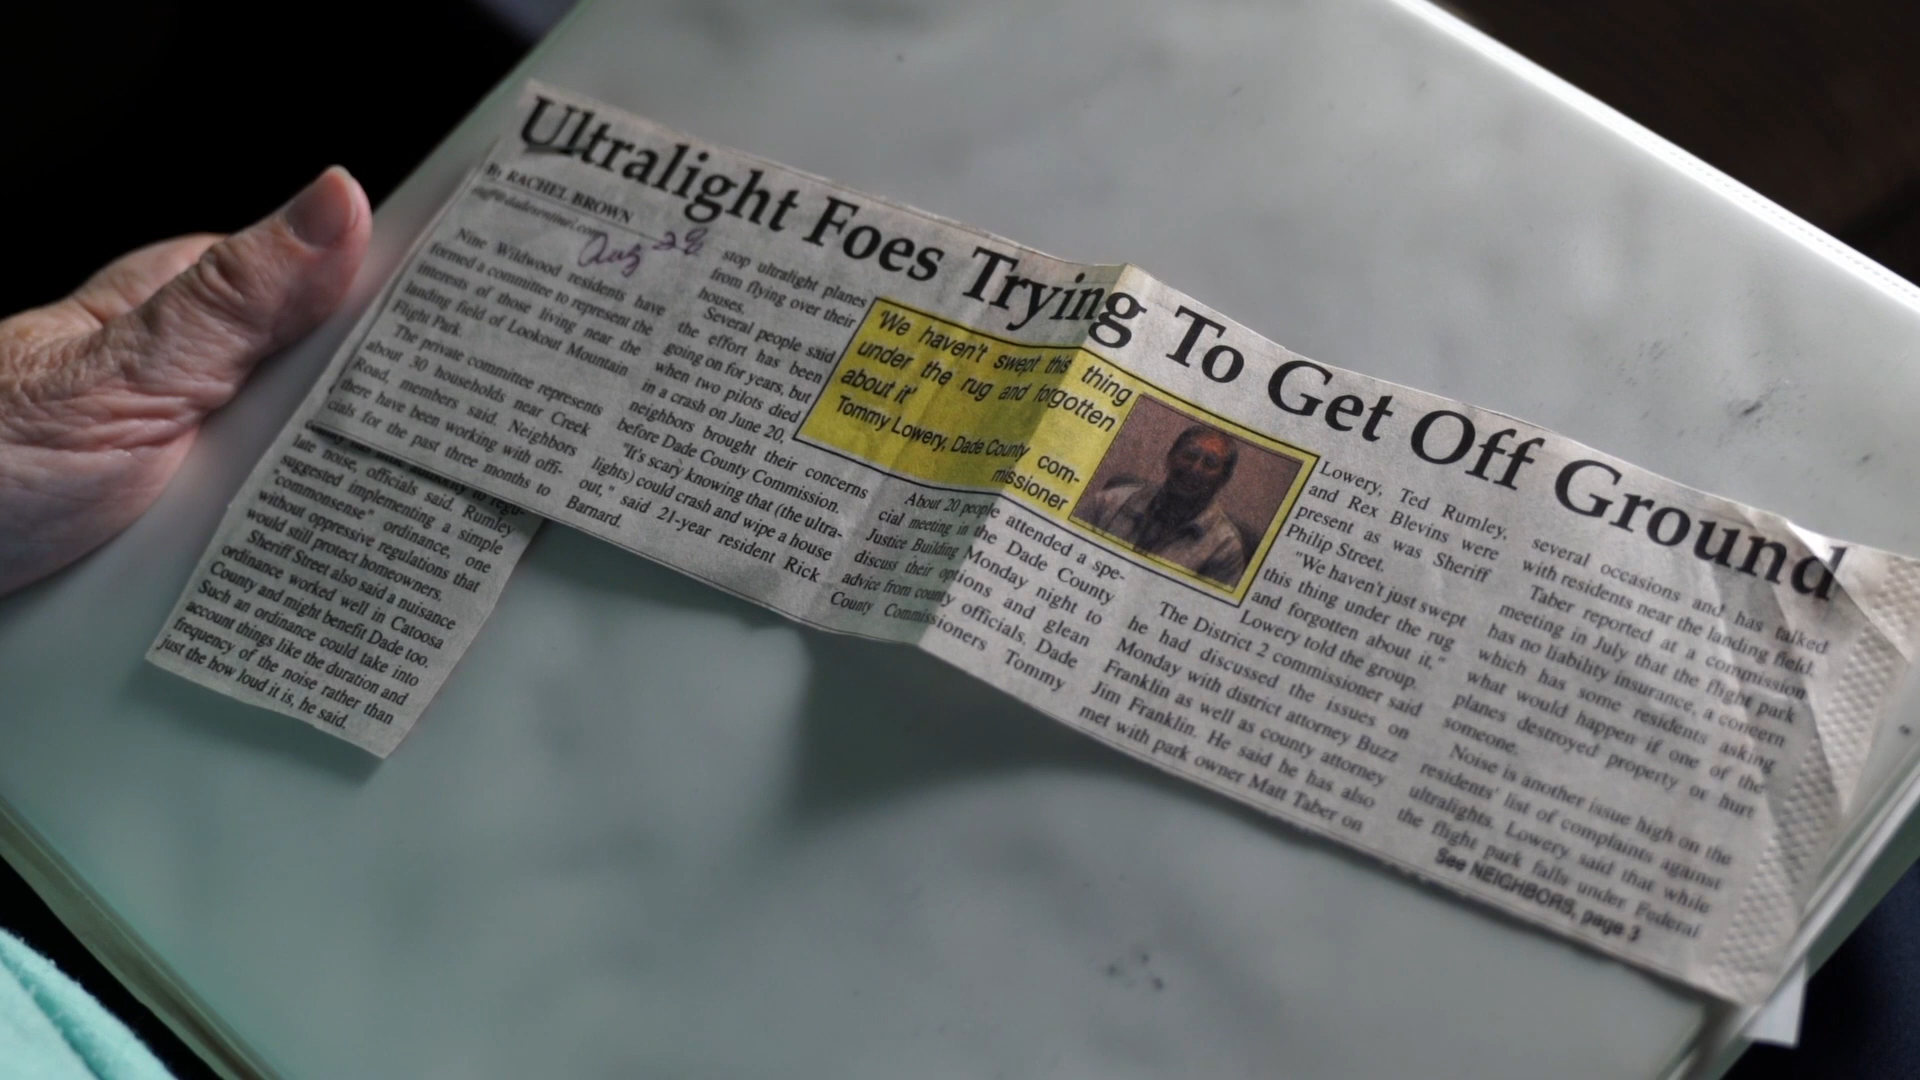 Ultralight Foes Trying To Get Off Ground
By RACHEL BROWN
Aug 28
Nine Wildwood residents have
formed a committee to represent the
interests of those living near the
landing field of Lookout Mountain
Flight Park.
The private committee represents
about 30 households near Creek
Road, members said. Neighbors
there have been working with offi-
cials for the past three months to
stop ultralight planes
from flying over their
houses.
Several people said
the effort has been
going on for years, but
when two pilots died
in a crash on June 20,
neighbors brought their concerns
before Dade County Commission.
"It's scary knowing that (the ultra-
lights) could crash and wipe a house
out," said 21-year resident Rick
Barnard.
'We haven't swept this thing
under the rug and forgotten
about it'
Tommy Lowery, Dade County com-
missioner
About 20 people attended a spe-
cial meeting in the Dade County
Justice Building Monday night to
discuss their options and glean
advice from county officials. Dade
County Commissioners Tommy
Lowery, Ted Rumley,
and Rex Blevins were
present as was Sheriff
Philip Street.
"We haven't just swept
this thing under the rug
and forgotten about it,"
Lowery told the group.
The District 2 commissioner said
he had discussed the issues on
Monday with district attorney Buzz
Franklin as well as county attorney
Jim Franklin. He said he has also
met with park owner Matt Taber on
several occasions and has talked
with residents near the landing field.
Taber reported at a commission
meeting in July that the flight park
has no liability insurance, a concern
which has some residents asking
what would happen if one of the
planes destroyed property or hurt
someone.
Noise is another issue high on the
residents' list of complaints against
ultralights. Lowery said that while
the flight park falls under Federal
See NEIGHBORS, page 3
late noise, officials said. Rumley
suggested implementing a simple
"commonsense" ordinance, one
without oppressive regulations that
would still protect homeowners.
Sheriff Street also said a nuisance
ordinance worked well in Catoosa
County and might benefit Dade too.
Such an ordinance could take into
account things like the duration and
frequency of the noise rather than
just the how loud it is, he said.